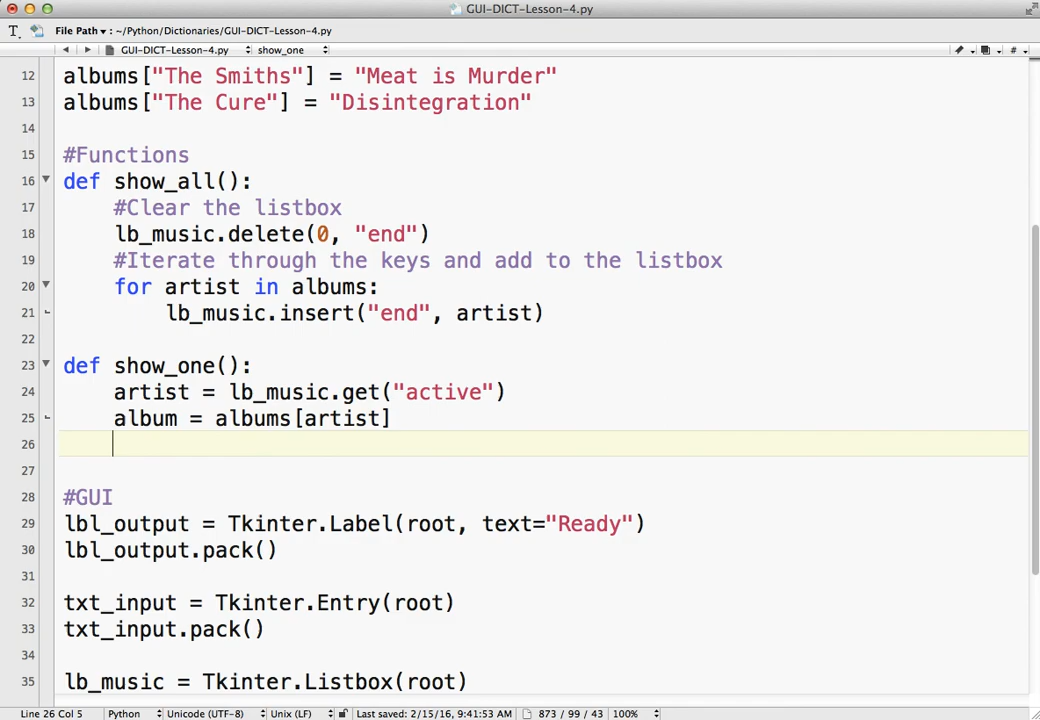 GUI-DICT-Lesson-4.py
File Path ▾ : ~/Python/Dictionaries/GUI-DICT-Lesson-4.py
GUI-DICT-Lesson-4.py show_one
12 albums["The Smiths"] = "Meat is Murder"
13 albums["The Cure"] = "Disintegration"
14
15 #Functions
16 def show_all():
17     #Clear the listbox
18     lb_music.delete(0, "end")
19     #Iterate through the keys and add to the listbox
20     for artist in albums:
21         lb_music.insert("end", artist)
22
23 def show_one():
24     artist = lb_music.get("active")
25     album = albums[artist]
26
27
28 #GUI
29 lbl_output = Tkinter.Label(root, text="Ready")
30 lbl_output.pack()
31
32 txt_input = Tkinter.Entry(root)
33 txt_input.pack()
34
35 lb_music = Tkinter.Listbox(root)
Line 26 Col 5 Python Unicode (UTF-8) Unix (LF) Last saved: 2/15/16, 9:41:53 AM 873 / 99 / 43 100%